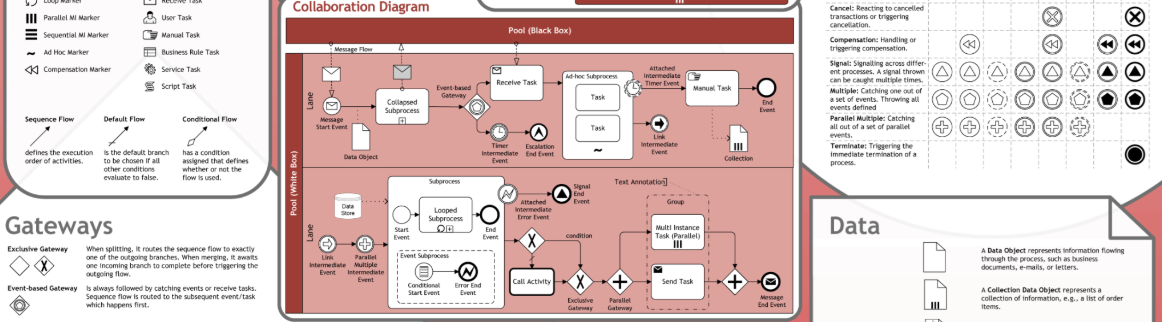 Loop Marker
Receive Task
Parallel MI Marker
User Task
Sequential MI Marker
Manual Task
Ad Hoc Marker
Business Rule Task
Compensation Marker
Service Task
Script Task
Sequence Flow
Default Flow
Conditional Flow
defines the execution
order of activities.
is the default branch
to be chosen if all
other conditions
evaluate to false.
has a condition
assigned that defines
whether or not the
flow is used.
Gateways
Exclusive Gateway
When splitting, it routes the sequence flow to exactly
one of the outgoing branches. When merging, it awaits
one incoming branch to complete before triggering the
outgoing flow.
Event-based Gateway
Is always followed by catching events or receive tasks.
Sequence flow is routed to the subsequent event/task
which happens first.
Collaboration Diagram
Pool (Black Box)
Message Flow
Pool (White Box)
Lane
Message
Start Event
Collapsed
Subprocess
Data Object
Event-based
Gateway
Receive Task
Timer
Intermediate
Event
Escalation
End Event
Ad-hoc Subprocess
Task
Task
~
Attached
Intermediate
Timer Event
Manual Task
End
Event
Link
Intermediate
Event
Collection
Lane
Link
Intermediate
Event
Parallel
Multiple
Intermediate
Event
Data
Store
Subprocess
Start
Event
Looped
Subprocess
End
Event
Event Subprocess
Conditional
Start Event
Error End
Event
Attached
Intermediate
Error Event
Signal
End
Event
condition
Call Activity
Exclusive
Gateway
Parallel
Gateway
Text Annotation
Group
Multi Instance
Task (Parallel)
Send Task
Message
End Event
Cancel: Reacting to cancelled
transactions or triggering
cancellation.
Compensation: Handling or
triggering compensation.
Signal: Signalling across differ-
ent processes. A signal thrown
can be caught multiple times.
Multiple: Catching one out of
a set of events. Throwing all
events defined
Parallel Multiple: Catching
all out of a set of parallel
events.
Terminate: Triggering the
immediate termination of a
process.
Data
A Data Object represents information flowing
through the process, such as business
documents, e-mails, or letters.
A Collection Data Object represents a
collection of information, e.g., a list of order
items.